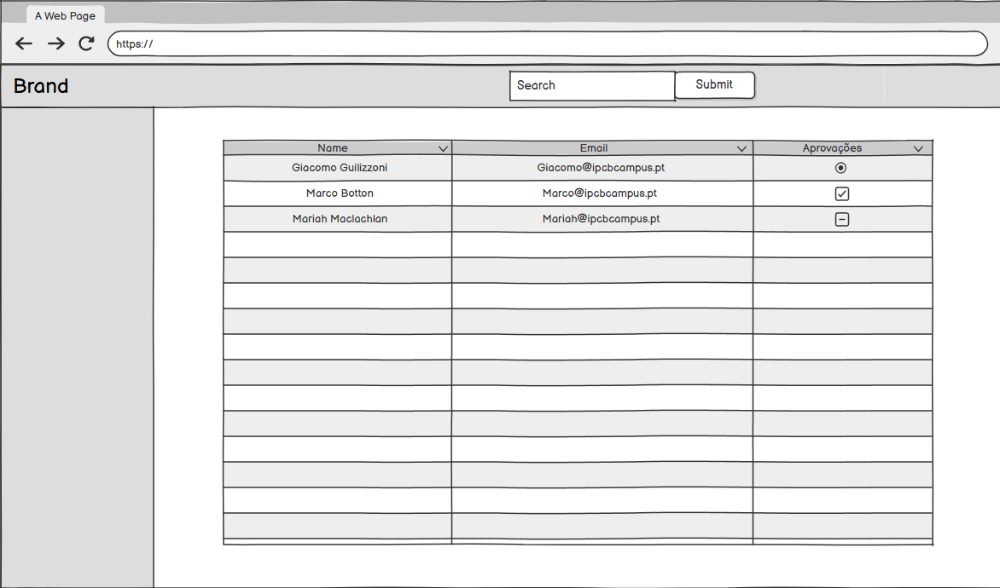 A Web Page
https://
Brand
Search
Submit
Name Email Aprovações
Giacomo Guilizzoni Giacomo@ipcbcampus.pt
Marco Botton Marco@ipcbcampus.pt
Mariah Maclachlan Mariah@ipcbcampus.pt